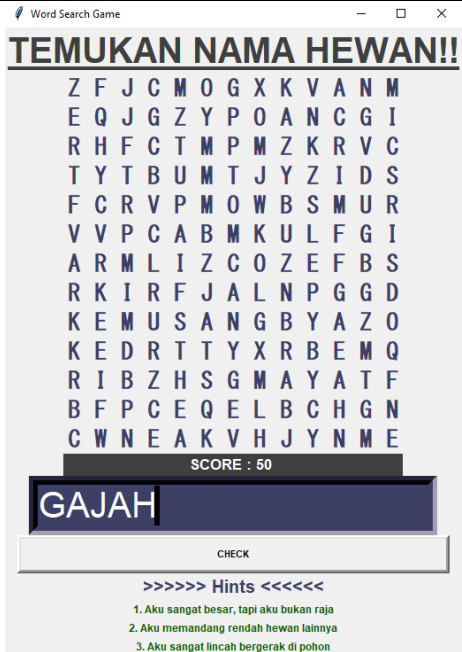 Word Search Game
TEMUKAN NAMA HEWAN!!
Z F J C M O G X K V A N M
E Q J G Z Y P O A N C G I
R H F C T M P M Z K R V C
T Y T B U M T J Y Z I D S
F C R V P M O W B S M U R
V V P C A B M K U L F G I
A R M L I Z C O Z E F B S
R K I R F J A L N P G G D
K E M U S A N G B Y A Z O
K E D R T T Y X R B E M Q
R I B Z H S G M A Y A T F
B F P C E Q E L B C H G N
C W N E A K V H J Y N M E
SCORE : 50
GAJAH
CHECK
>>>>>> Hints <<<<<<
1. Aku sangat besar, tapi aku bukan raja
2. Aku memandang rendah hewan lainnya
3. Aku sangat lincah bergerak di pohon